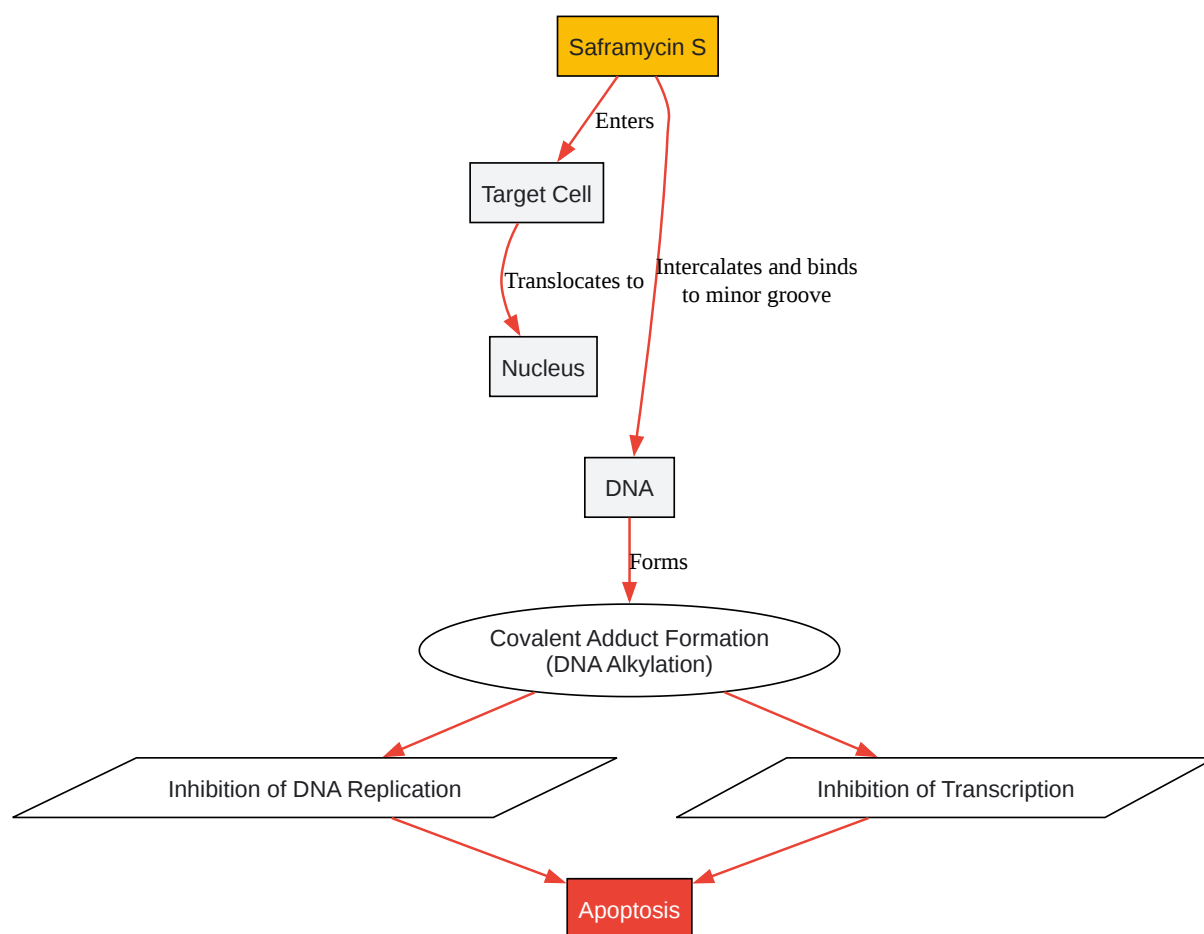 Saframycin S
Enters
Target Cell
Translocates to
Intercalates and binds
to minor groove
Nucleus
DNA
Forms
Covalent Adduct Formation
(DNA Alkylation)
Inhibition of DNA Replication
Inhibition of Transcription
Apoptosis